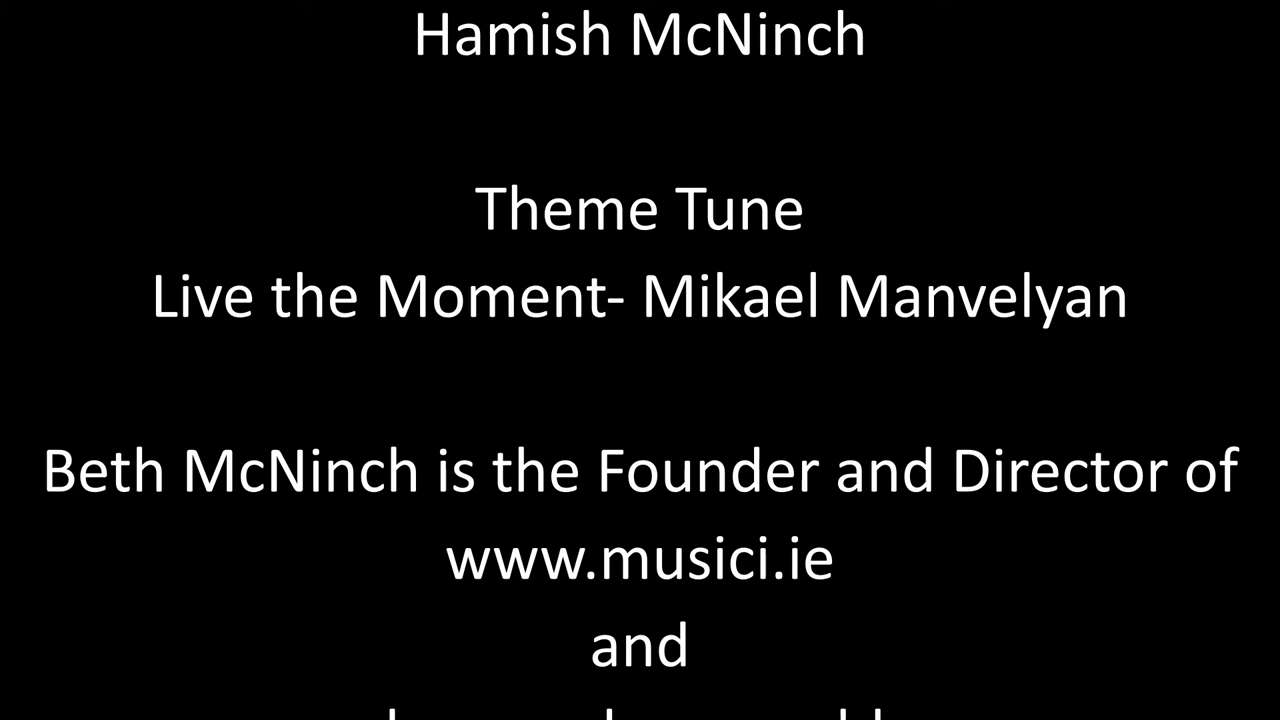 Hamish McNinch
Theme Tune
Live the Moment- Mikael Manvelyan
Beth McNinch is the Founder and Director of
www.musici.ie
and